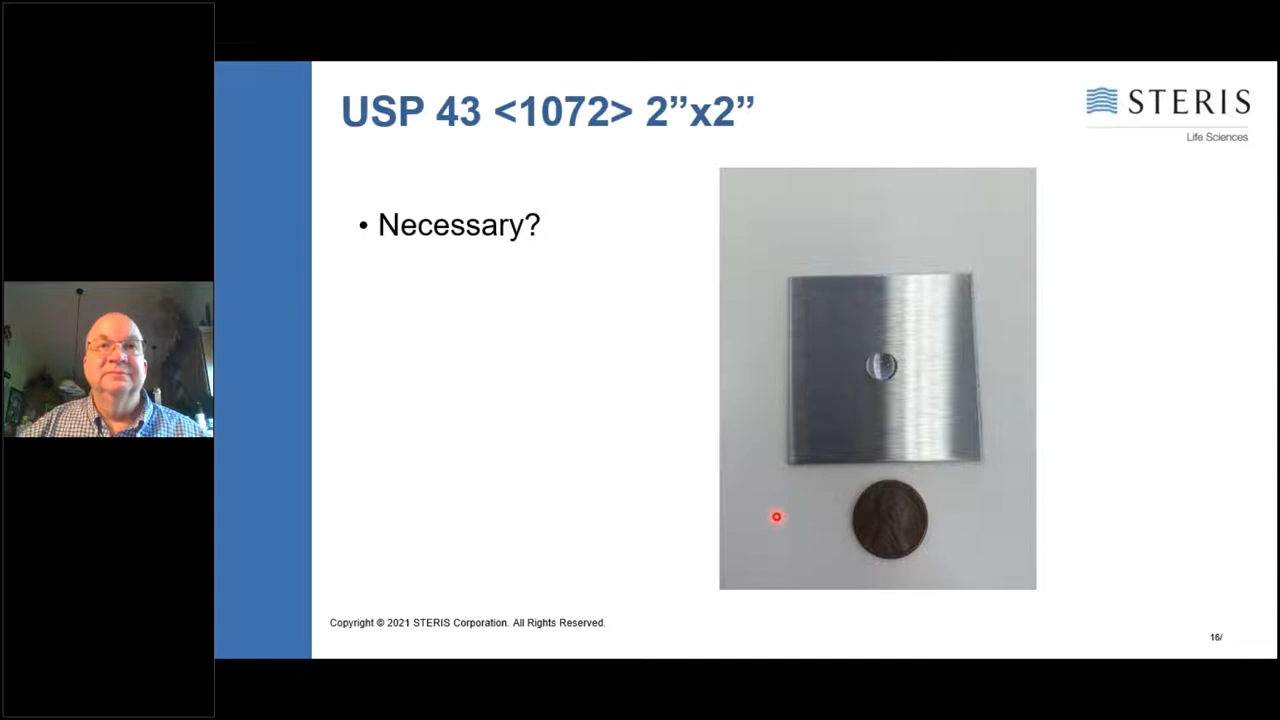 USP 43 <1072> 2”x2”
STERIS
Life Sciences
• Necessary?
Copyright © 2021 STERIS Corporation. All Rights Reserved.
16/